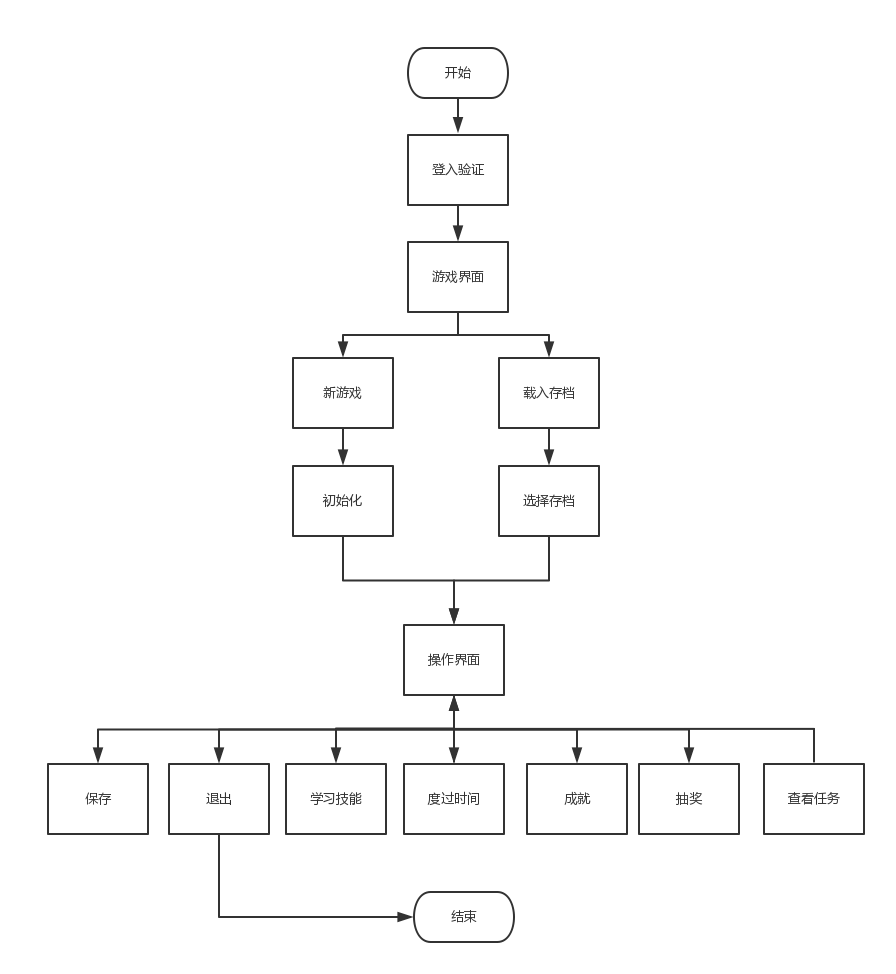 开始
登入验证
游戏界面
新游戏
载入存档
初始化
选择存档
操作界面
保存
退出
学习技能
度过时间
成就
抽奖
查看任务
结束